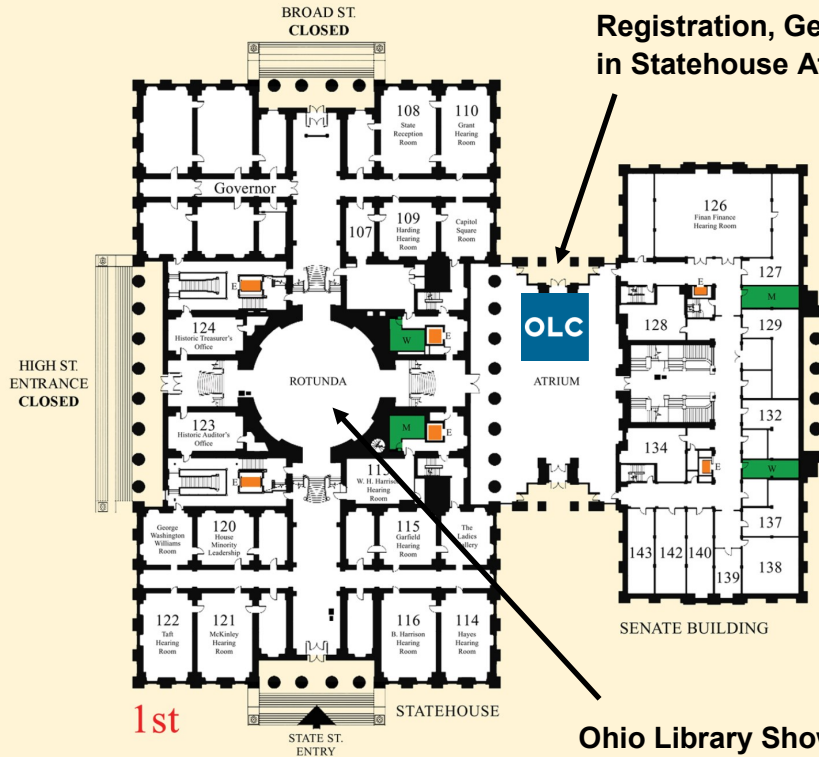 BROAD ST.
CLOSED
Registration, Ge
in Statehouse A
108
State
Reception
Room
110
Grant
Hearing
Room
Governor
107
109
Harding
Hearing
Room
Capitol
Square
Room
126
Finan Finance
Hearing Room
127
M
E
E
E
124
Historic Treasurer's
Office
W
OLC
128
129
HIGH ST.
ENTRANCE
CLOSED
ROTUNDA
ATRIUM
123
Historic Auditor's
Office
M
E
132
134
W
E
E
W. H. Harrison
Hearing
Room
George
Washington
Williams
Room
120
House
Minority
Leadership
115
Garfield
Hearing
Room
The
Ladies
Gallery
137
143
142
140
139
138
122
Taft
Hearing
Room
121
McKinley
Hearing
Room
116
B. Harrison
Hearing
Room
114
Hayes
Hearing
Room
SENATE BUILDING
1st
STATEHOUSE
STATE ST.
ENTRY
Ohio Library Sho